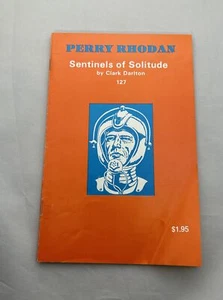 PERRY RHODAN
Sentinels of Solitude
by Clark Darlton
127
$1.95